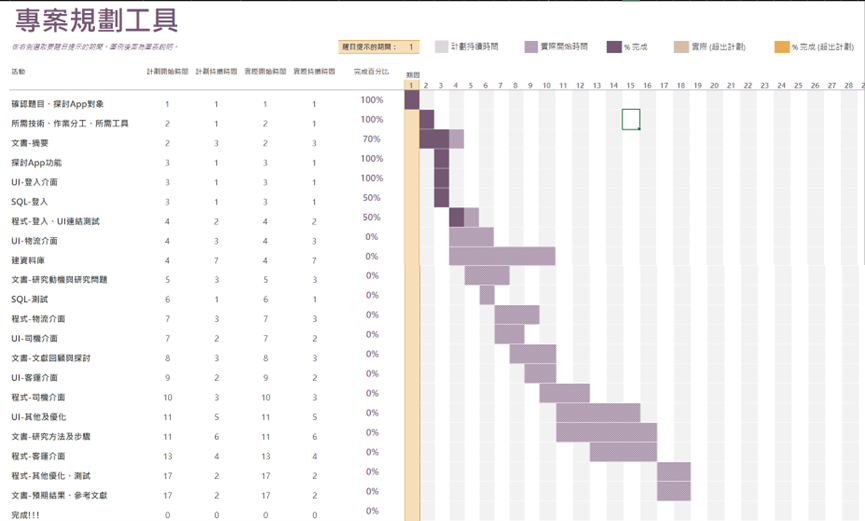 專案規劃工具
在右側選取要醒目提示的期間。圖例後面為圖表說明。
醒目提示的期間： 1 計劃持續時間 實際開始時間 % 完成 實際 (超出計劃) % 完成 (超出計劃)
活動 計劃開始時間 計劃持續時間 實際開始時間 實際持續時間 完成百分比 期間
1 2 3 4 5 6 7 8 9 10 11 12 13 14 15 16 17 18 19 20 21 22 23 24 25 26 27 28 2
確認題目、探討App對象 1 1 1 1 100%
所需技術、作業分工、所需工具 2 1 2 1 100%
文書-摘要 2 3 2 3 70%
探討App功能 3 1 3 1 100%
UI-登入介面 3 1 3 1 100%
SQL-登入 3 1 3 1 50%
程式-登入、UI連結測試 4 2 4 2 50%
UI-物流介面 4 3 4 3 0%
建資料庫 4 7 4 7 0%
文書-研究動機與研究問題 5 3 5 3 0%
SQL-測試 6 1 6 1 0%
程式-物流介面 7 3 7 3 0%
UI-司機介面 7 2 7 2 0%
文書-文獻回顧與探討 8 3 8 3 0%
UI-客運介面 9 2 9 2 0%
程式-司機介面 10 3 10 3 0%
UI-其他及優化 11 5 11 5 0%
文書-研究方法及步驟 11 6 11 6 0%
程式-客運介面 13 4 13 4 0%
程式-其他優化、測試 17 2 17 2 0%
文書-預期結果、參考文獻 17 2 17 2 0%
完成!!! 0 0 0 0 0%